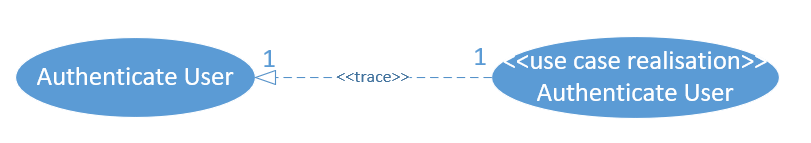 Authenticate User
1
<<trace>>
1
<<use case realisation>>
Authenticate User